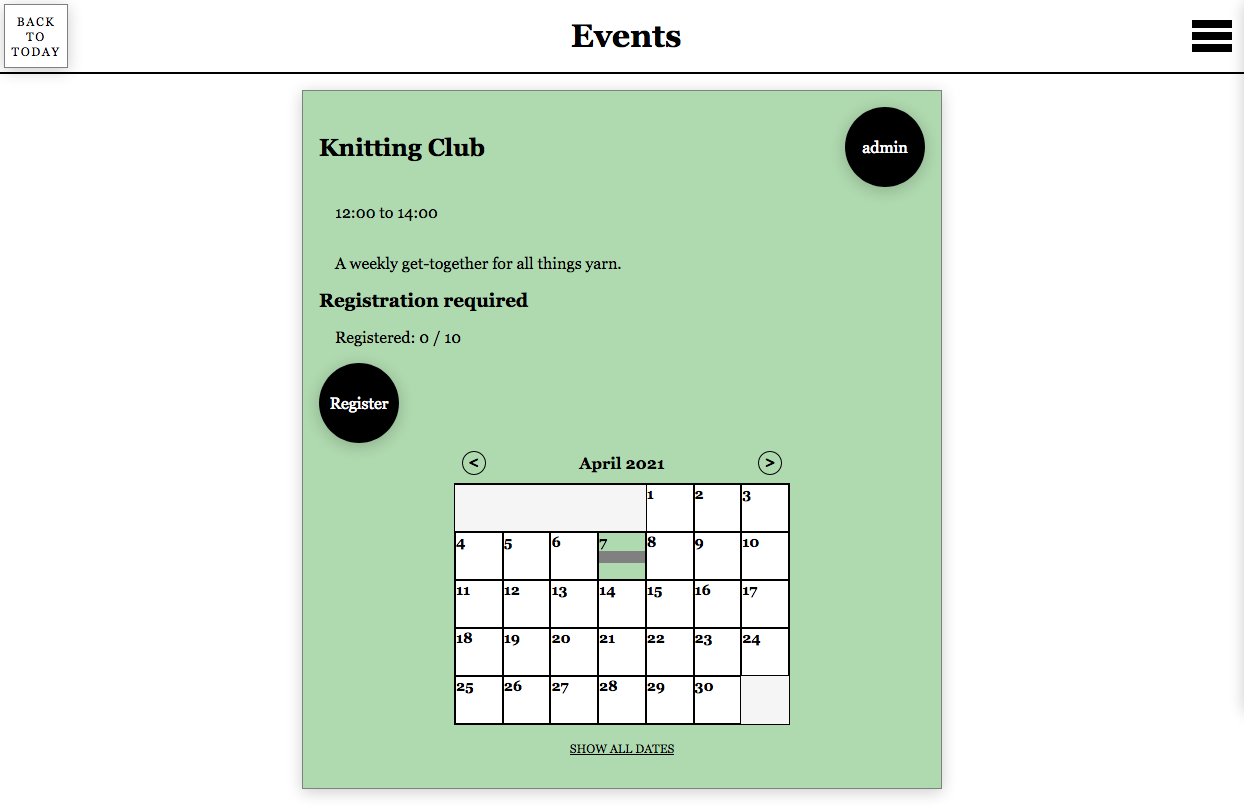 BACK
TO
TODAY
Events
Knitting Club
admin
12:00 to 14:00
A weekly get-together for all things yarn.
Registration required
Registered: 0 / 10
Register
< April 2021 >
1 2 3
4 5 6 7 8 9 10
11 12 13 14 15 16 17
18 19 20 21 22 23 24
25 26 27 28 29 30
SHOW ALL DATES